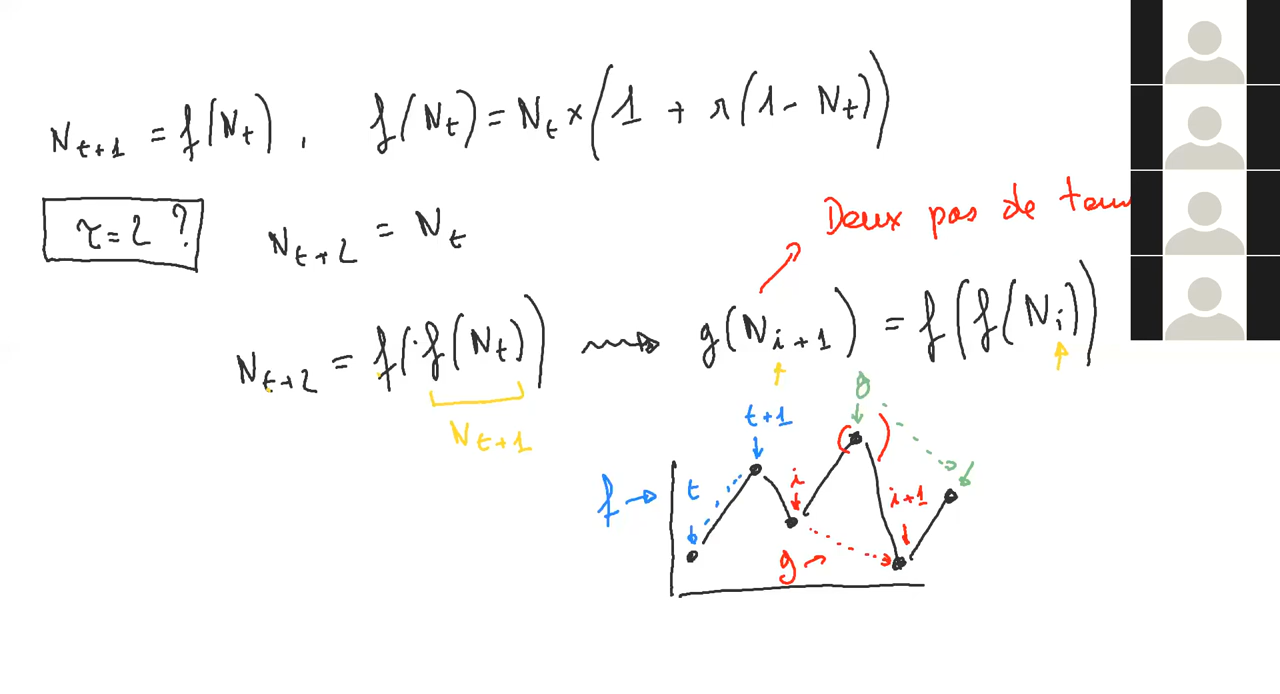 N_{t+1} = f(N_t), f(N_t) = N_t × (1 + r(1 - N_t))
τ = 2 ? N_{t+2} = N_t
Deux pas de
N_{t+2} = f(f(N_t)) ⇝ g(N_{i+1}) = f(f(N_i))
N_{t+1}
t+1
f → t i i+1
g →